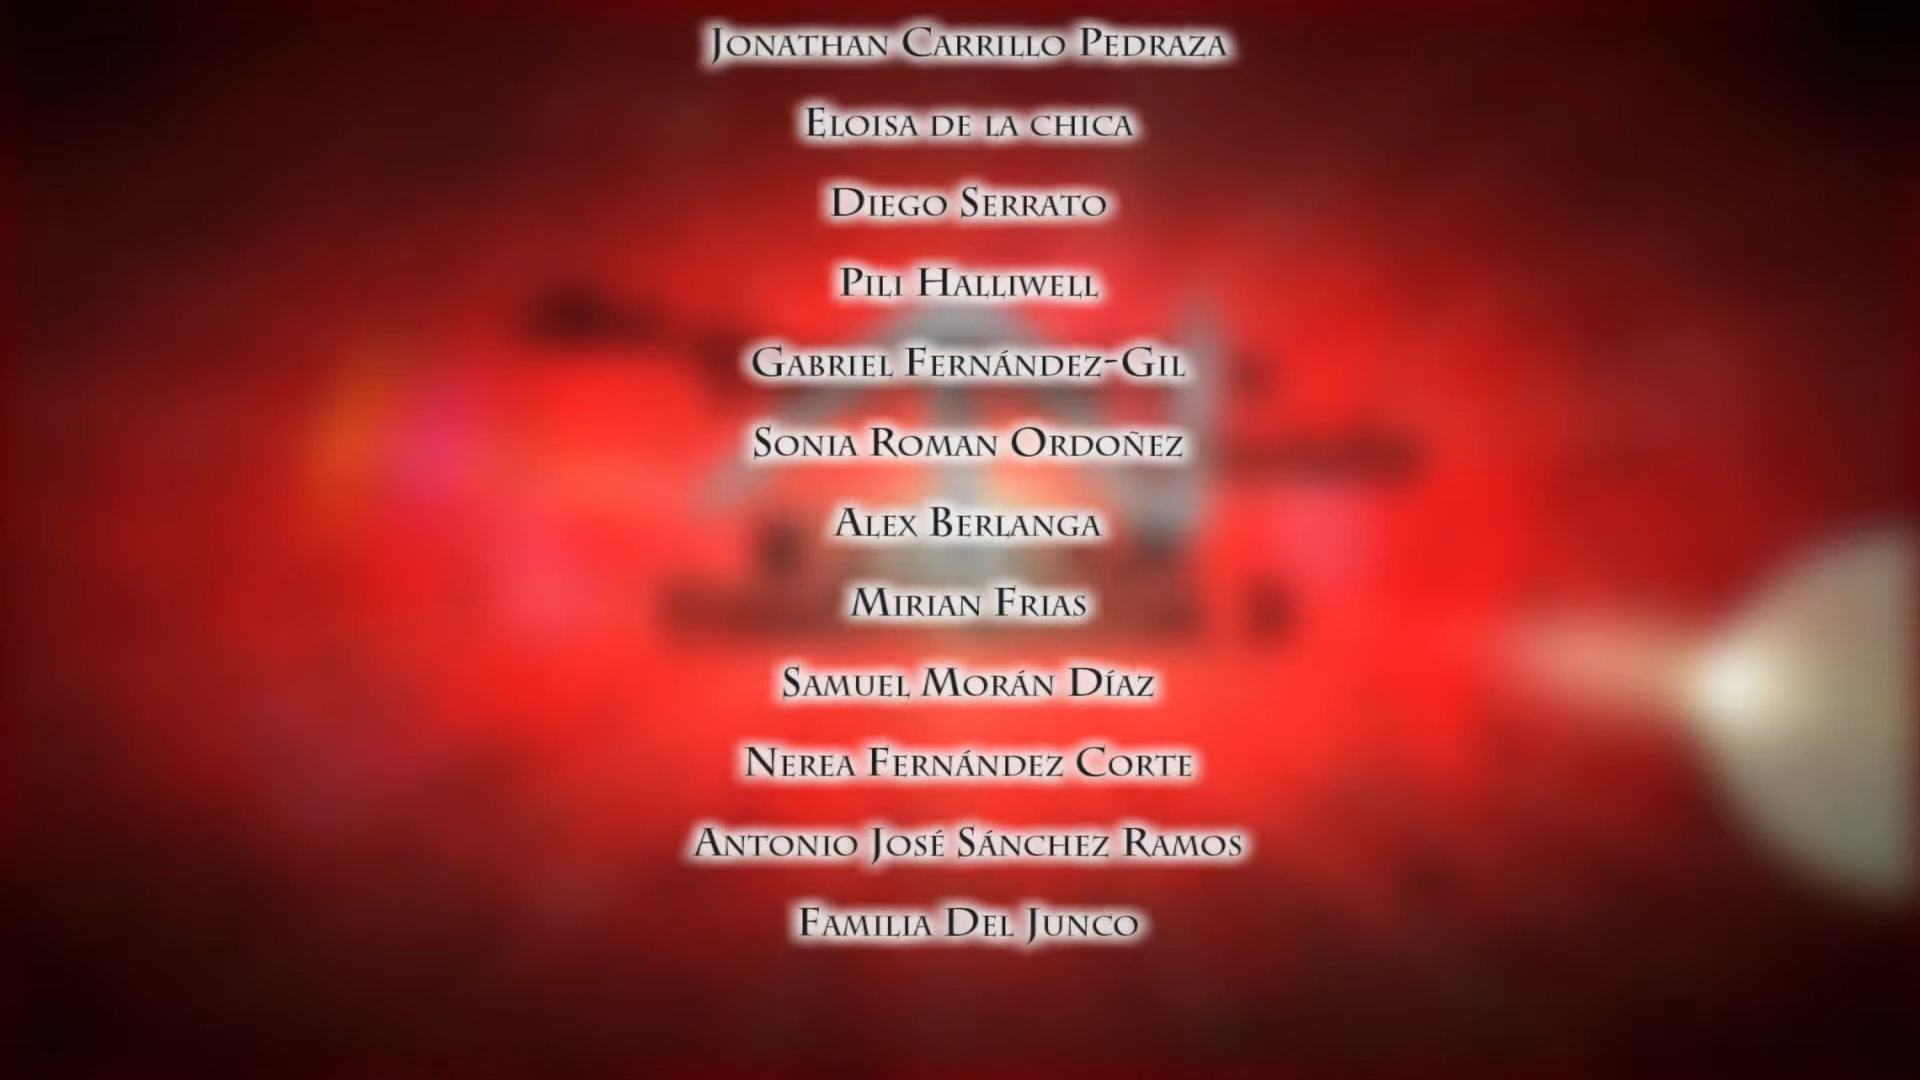 Jonathan Carrillo Pedraza
Eloisa de la chica
Diego Serrato
Pili Halliwell
Gabriel Fernández-Gil
Sonia Roman Ordoñez
Alex Berlanga
Mirian Frias
Samuel Morán Díaz
Nerea Fernández Corte
Antonio José Sánchez Ramos
Familia Del Junco